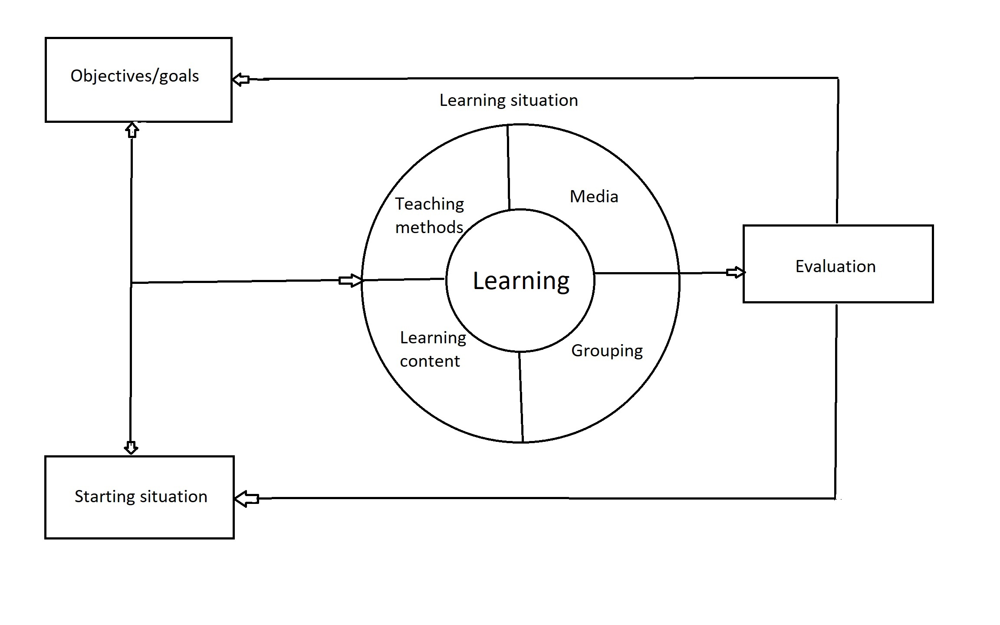 Objectives/goals
Learning situation
Teaching
methods
Media
Learning
Evaluation
Learning
content
Grouping
Starting situation